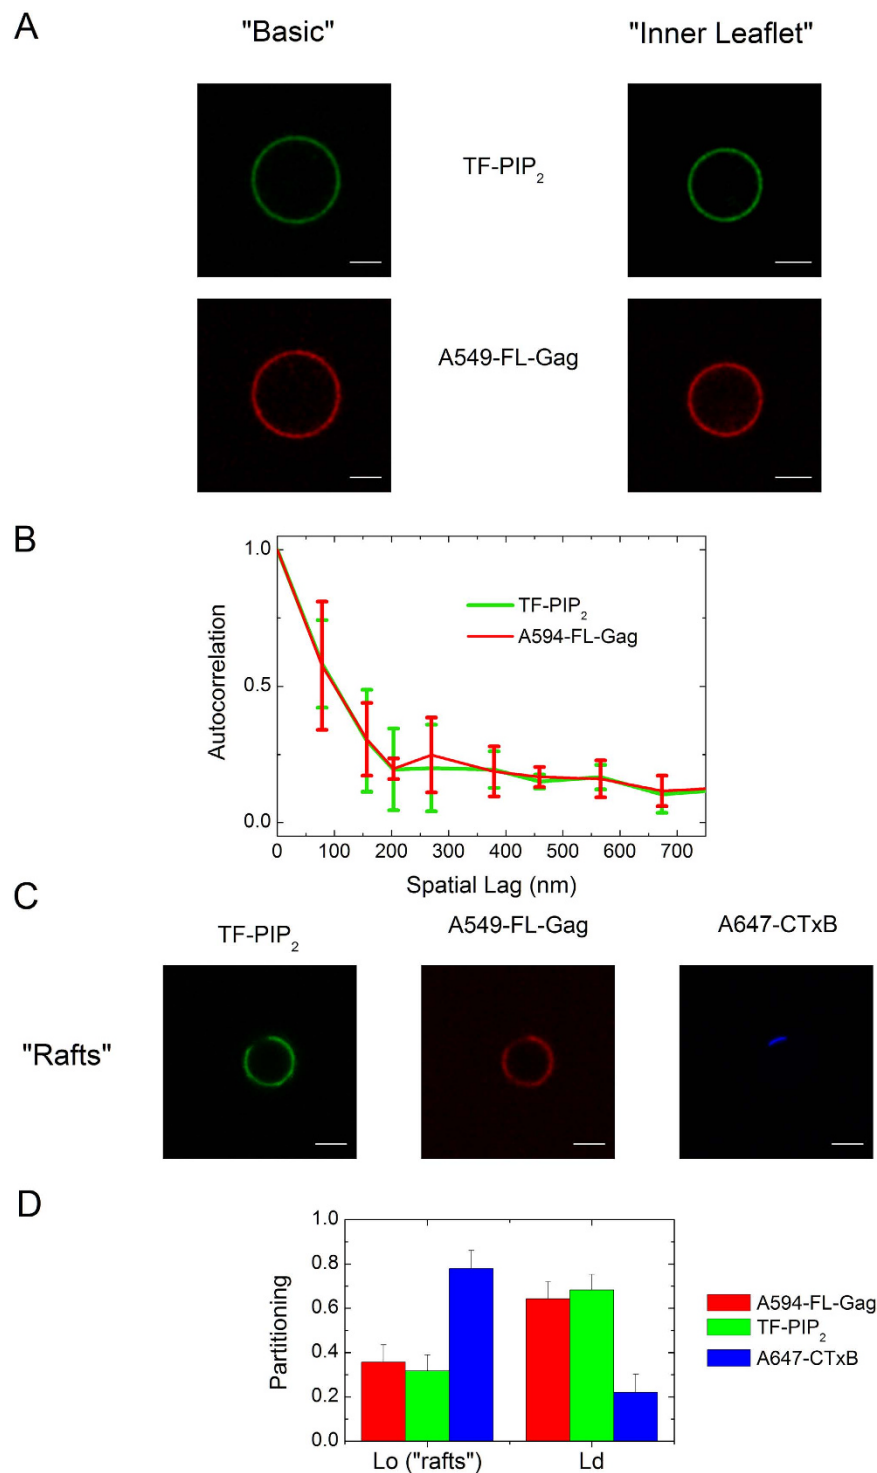 A
"Basic"
"Inner Leaflet"
TF-PIP₂
A549-FL-Gag
B
1.0
0.5
0.0
Autocorrelation
TF-PIP₂
A594-FL-Gag
0 100 200 300 400 500 600 700
Spatial Lag (nm)
C
TF-PIP₂
A549-FL-Gag
A647-CTxB
"Rafts"
D
1.0
0.8
0.6
0.4
0.2
0.0
Partitioning
A594-FL-Gag
TF-PIP₂
A647-CTxB
Lo ("rafts")
Ld